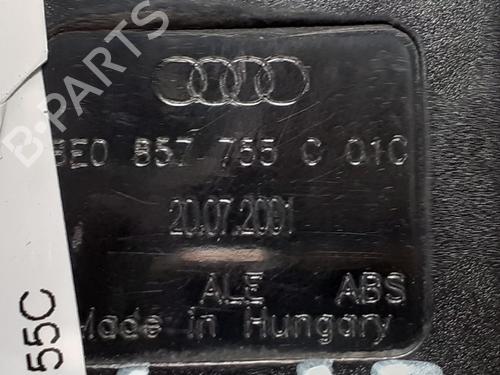 B-PARTS
8E0 857 755 C 01C
20.07.2001
ALE ABS
Made in Hungary
55C